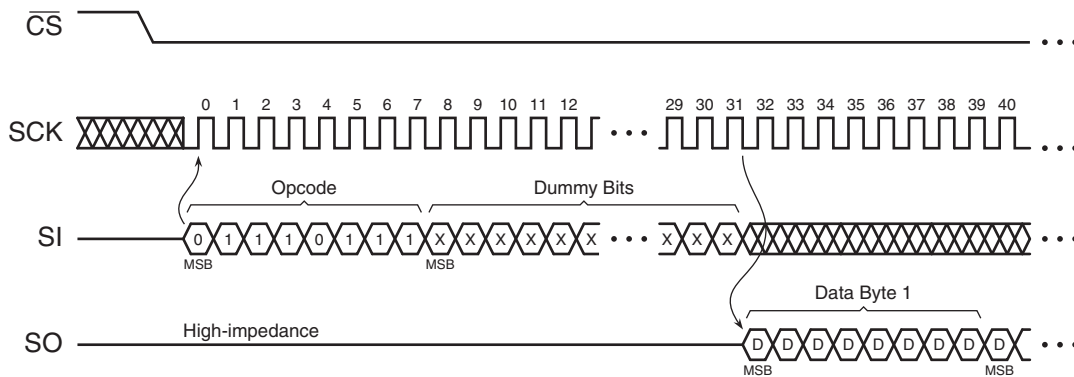 CS • • •
0 1 2 3 4 5 6 7 8 9 10 11 12 29 30 31 32 33 34 35 36 37 38 39 40
SCK • • • • • •
Opcode Dummy Bits
SI 0 1 1 1 0 1 1 1 X X X X X X • • • X X X • • •
MSB MSB
Data Byte 1
High-impedance
SO D D D D D D D D D • • •
MSB MSB